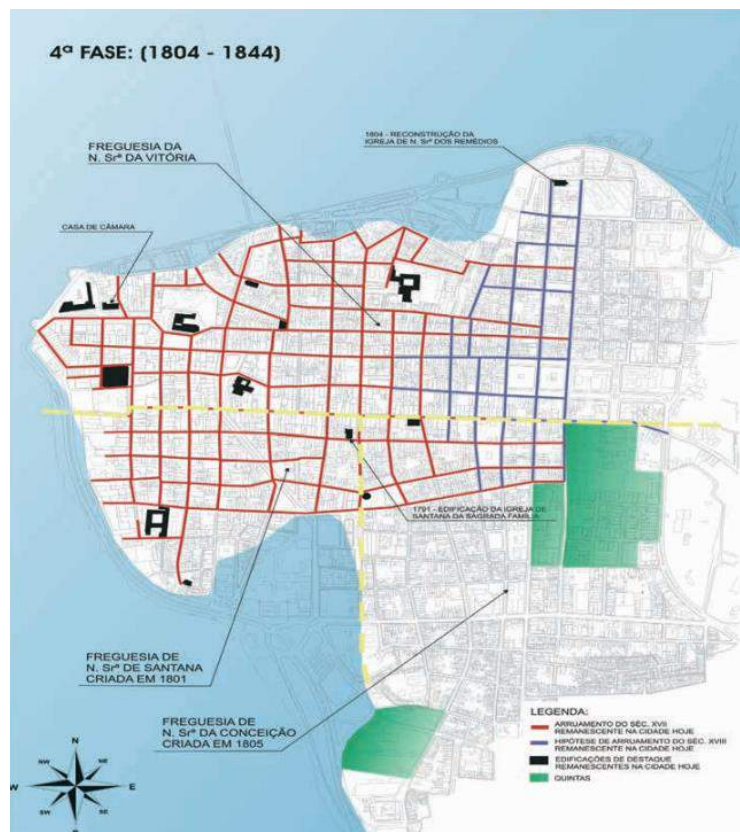 4ª FASE: (1804 - 1844)
1804 - RECONSTRUÇÃO DA
IGREJA DE N. Srª DOS REMÉDIOS
FREGUESIA DA
N. Srª DA VITÓRIA
CASA DE CÂMARA
1791 - EDIFICAÇÃO DA IGREJA DE
SANTANA DA SAGRADA FAMÍLIA
FREGUESIA DE
N. Srª DE SANTANA
CRIADA EM 1801
FREGUESIA DE
N. Srª DA CONCEIÇÃO
CRIADA EM 1805
LEGENDA:
ARRUAMENTO DO SÉC. XVII
REMANESCENTE NA CIDADE HOJE
HIPÓTESE DE ARRUAMENTO DO SÉC. XVIII
REMANESCENTE NA CIDADE HOJE
EDIFICAÇÕES DE DESTAQUE
REMANESCENTES NA CIDADE HOJE
QUINTAS
N
NW
NE
W
E
SW
SE